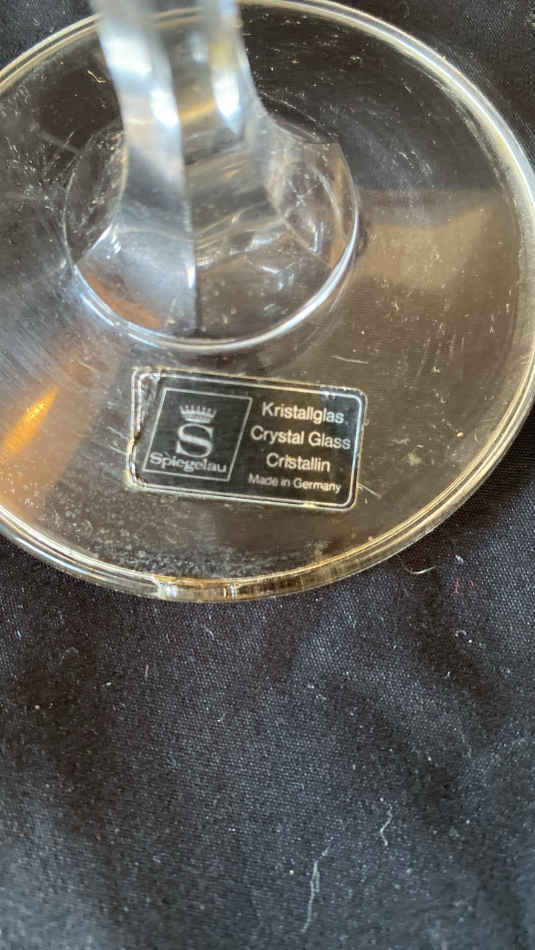 S
Spiegelau
Kristallglas
Crystal Glass
Cristallin
Made in Germany